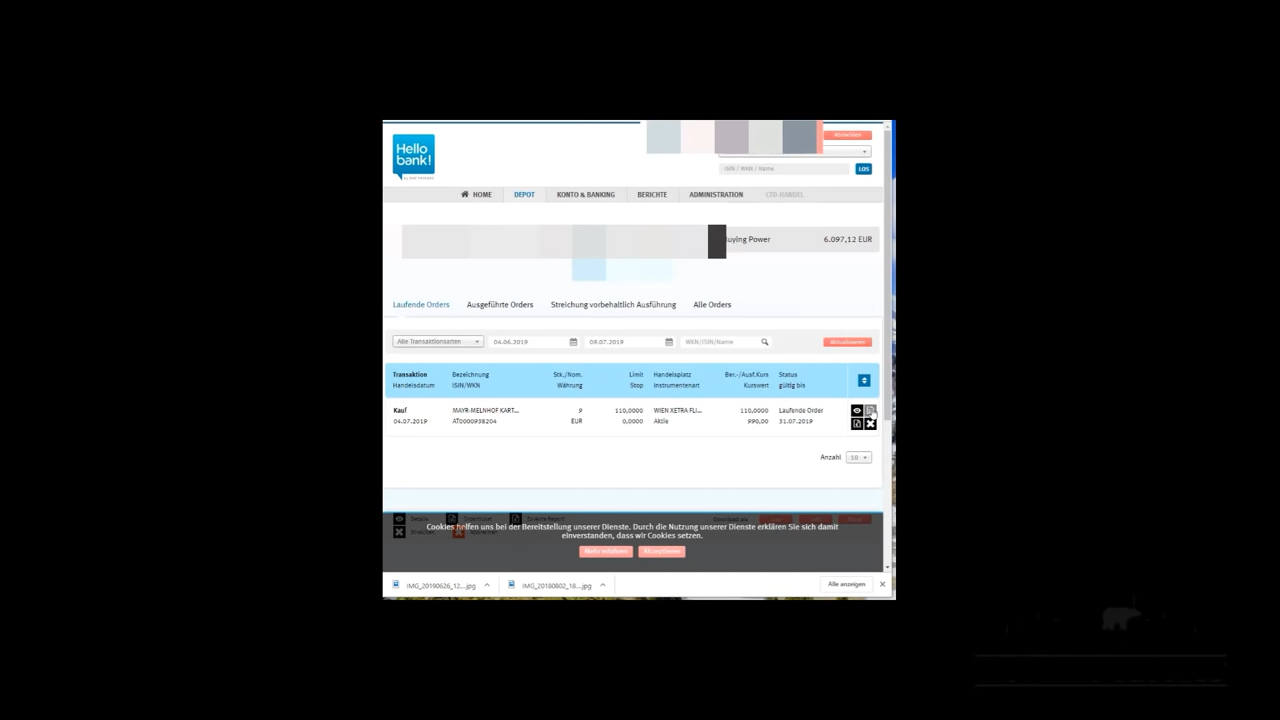 Hello
bank!
Abmelden
ISIN / WKN / Name
LOS
HOME DEPOT KONTO & BANKING BERICHTE ADMINISTRATION CFD-HANDEL
Buying Power 6.097,12 EUR
Laufende Orders Ausgeführte Orders Streichung vorbehaltlich Ausführung Alle Orders
Alle Transaktionsarten 04.06.2019 09.07.2019 WKN/ISIN/Name Aktualisieren
Transaktion Bezeichnung Stk./Nom. Limit Handelsplatz Ber.-/Ausf.Kurs Status
Handelsdatum ISIN/WKN Währung Stop Instrumentenart Kurswert gültig bis
Kauf MAYR-MELNHOF KART... 9 110,0000 WIEN XETRA FLI... 110,0000 Laufende Order
04.07.2019 AT0000938204 EUR 0,0000 Aktie 990,00 31.07.2019
Anzahl 10
Details
Cookies helfen uns bei der Bereitstellung unserer Dienste. Durch die Nutzung unserer Dienste erklären Sie sich damit
einverstanden, dass wir Cookies setzen.
Mehr erfahren Akzeptieren
IMG_20190626_12....jpg IMG_20180802_18....jpg Alle anzeigen